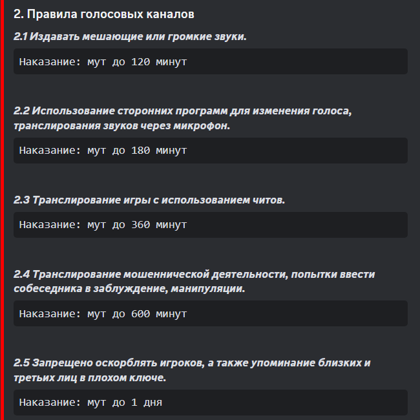 2. Правила голосовых каналов
2.1 Издавать мешающие или громкие звуки.
Наказание: мут до 120 минут
2.2 Использование сторонних программ для изменения голоса,
транслирования звуков через микрофон.
Наказание: мут до 180 минут
2.3 Транслирование игры с использованием читов.
Наказание: мут до 360 минут
2.4 Транслирование мошеннической деятельности, попытки ввести
собеседника в заблуждение, манипуляции.
Наказание: мут до 600 минут
2.5 Запрещено оскорблять игроков, а также упоминание близких и
третьих лиц в плохом ключе.
Наказание: мут до 1 дня